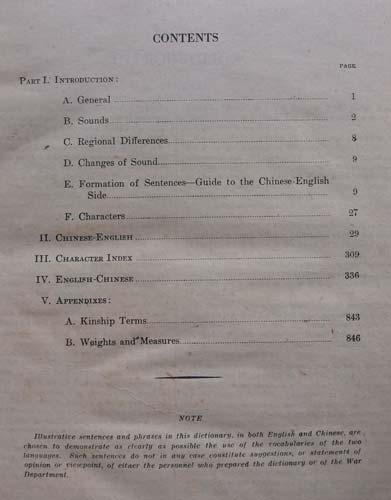 CONTENTS
PAGE
PART I. INTRODUCTION:
A. General 1
B. Sounds 2
C. Regional Differences 8
D. Changes of Sound 9
E. Formation of Sentences—Guide to the Chinese-English
Side 9
F. Characters 27
II. CHINESE-ENGLISH 29
III. CHARACTER INDEX 309
IV. ENGLISH-CHINESE 336
V. APPENDIXES:
A. Kinship Terms 843
B. Weights and Measures 846
NOTE
Illustrative sentences and phrases in this dictionary, in both English and Chinese, are
chosen to demonstrate as clearly as possible the use of the vocabularies of the two
languages. Such sentences do not in any case constitute suggestions, or statements of
opinion or viewpoint, of either the personnel who prepared the dictionary or of the War
Department.